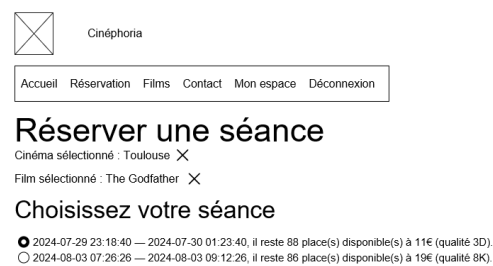 Cinéphoria
Accueil Réservation Films Contact Mon espace Déconnexion
Réserver une séance
Cinéma sélectionné : Toulouse
Film sélectionné : The Godfather
Choisissez votre séance
2024-07-29 23:18:40 — 2024-07-30 01:23:40, il reste 88 place(s) disponible(s) à 11€ (qualité 3D).
2024-08-03 07:26:26 — 2024-08-03 09:12:26, il reste 86 place(s) disponible(s) à 19€ (qualité 8K).